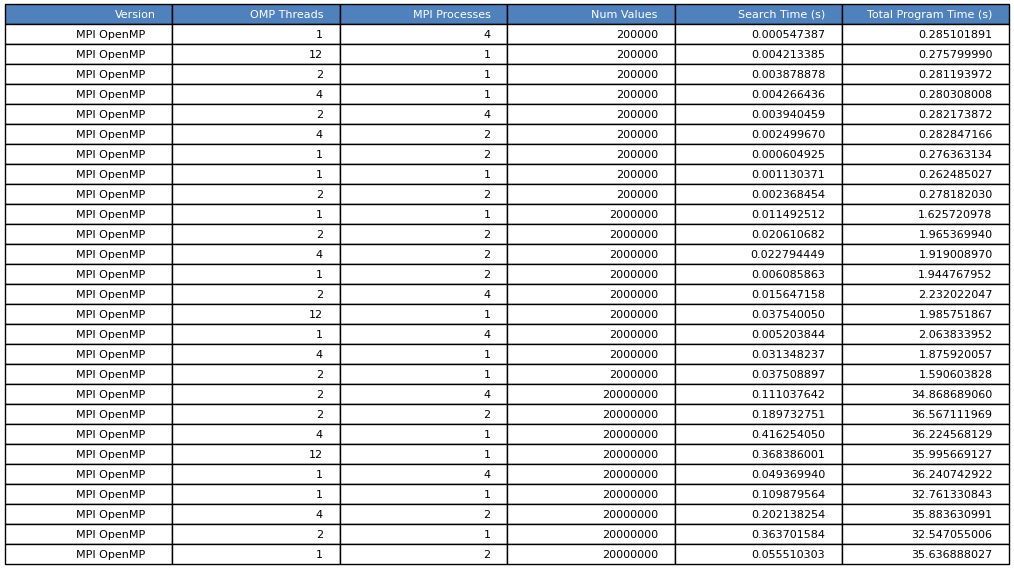 Version OMP Threads MPI Processes Num Values Search Time (s) Total Program Time (s)
MPI OpenMP 1 4 200000 0.000547387 0.285101891
MPI OpenMP 12 1 200000 0.004213385 0.275799990
MPI OpenMP 2 1 200000 0.003878878 0.281193972
MPI OpenMP 4 1 200000 0.004266436 0.280308008
MPI OpenMP 2 4 200000 0.003940459 0.282173872
MPI OpenMP 4 2 200000 0.002499670 0.282847166
MPI OpenMP 1 2 200000 0.000604925 0.276363134
MPI OpenMP 1 1 200000 0.001130371 0.262485027
MPI OpenMP 2 2 200000 0.002368454 0.278182030
MPI OpenMP 1 1 2000000 0.011492512 1.625720978
MPI OpenMP 2 2 2000000 0.020610682 1.965369940
MPI OpenMP 4 2 2000000 0.022794449 1.919008970
MPI OpenMP 1 2 2000000 0.006085863 1.944767952
MPI OpenMP 2 4 2000000 0.015647158 2.232022047
MPI OpenMP 12 1 2000000 0.037540050 1.985751867
MPI OpenMP 1 4 2000000 0.005203844 2.063833952
MPI OpenMP 4 1 2000000 0.031348237 1.875920057
MPI OpenMP 2 1 2000000 0.037508897 1.590603828
MPI OpenMP 2 4 20000000 0.111037642 34.868689060
MPI OpenMP 2 2 20000000 0.189732751 36.567111969
MPI OpenMP 4 1 20000000 0.416254050 36.224568129
MPI OpenMP 12 1 20000000 0.368386001 35.995669127
MPI OpenMP 1 4 20000000 0.049369940 36.240742922
MPI OpenMP 1 1 20000000 0.109879564 32.761330843
MPI OpenMP 4 2 20000000 0.202138254 35.883630991
MPI OpenMP 2 1 20000000 0.363701584 32.547055006
MPI OpenMP 1 2 20000000 0.055510303 35.636888027